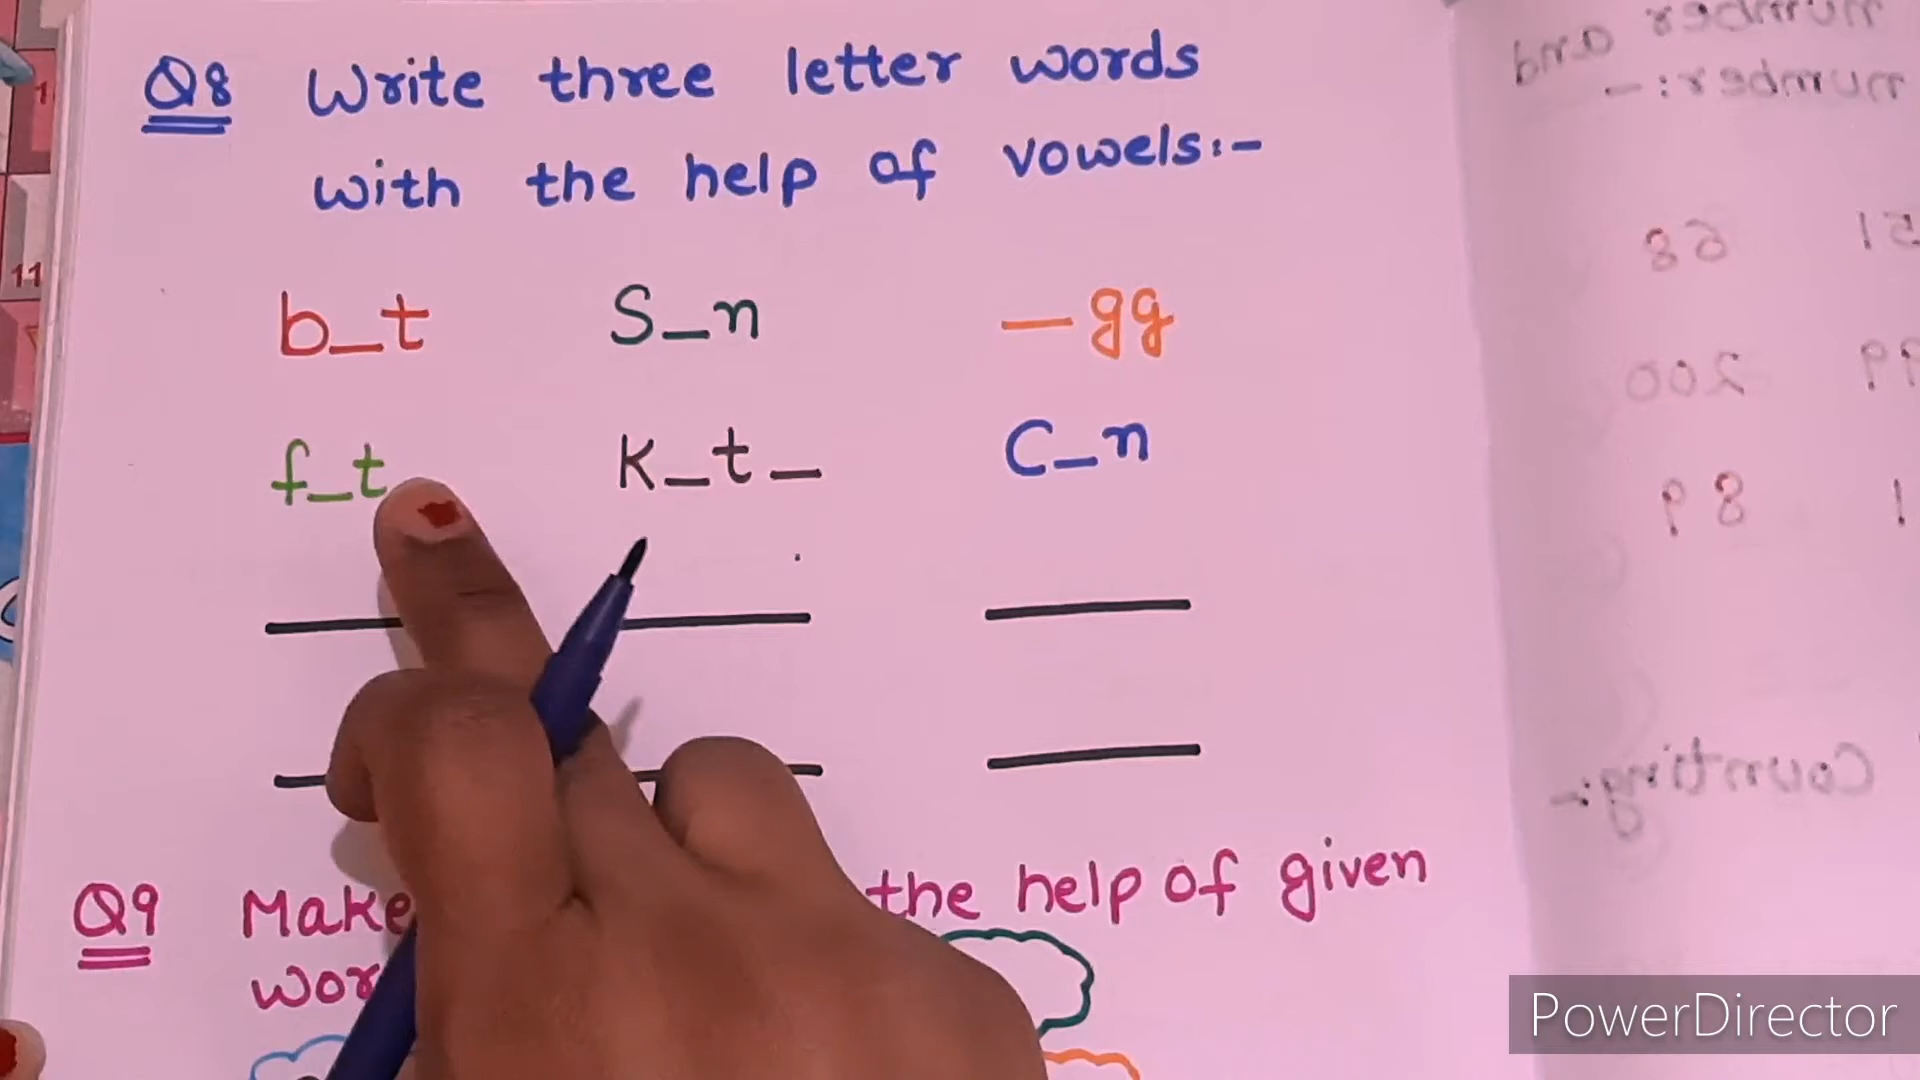 Q8 Write three letter words
with the help of vowels:-
b_t S_n _gg
f_t K_t_ C_n
Q9 Make the help of given
wor
11
PowerDirector